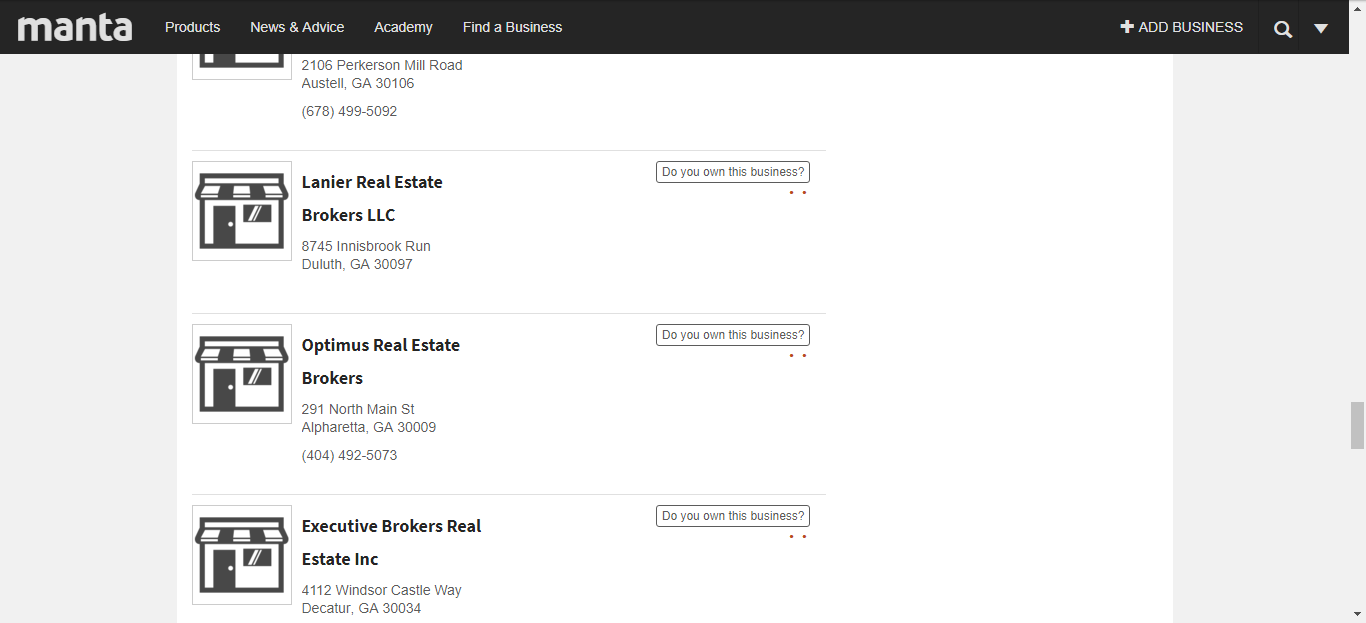 manta
Products
News & Advice
Academy
Find a Business
ADD BUSINESS
2106 Perkerson Mill Road
Austell, GA 30106
(678) 499-5092
Lanier Real Estate
Brokers LLC
Do you own this business?
8745 Innisbrook Run
Duluth, GA 30097
Optimus Real Estate
Brokers
Do you own this business?
291 North Main St
Alpharetta, GA 30009
(404) 492-5073
Executive Brokers Real
Estate Inc
Do you own this business?
4112 Windsor Castle Way
Decatur, GA 30034